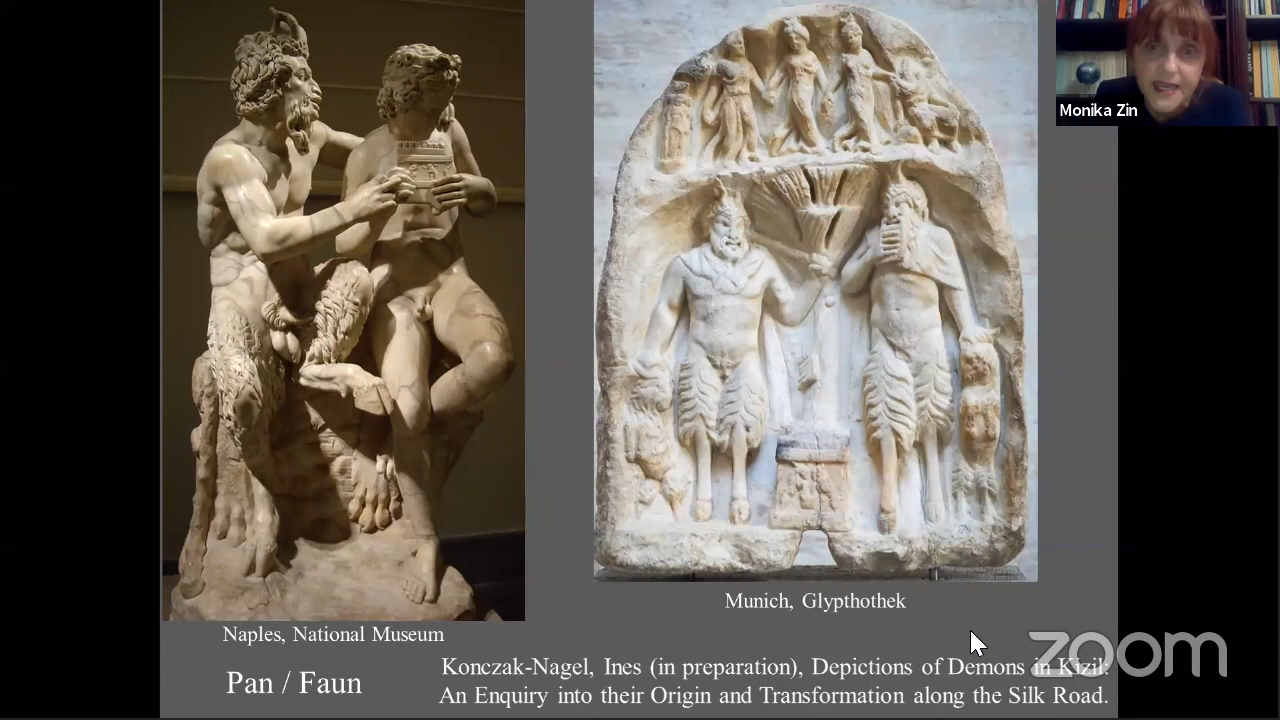 Monika Zin
Munich, Glypthothek
Naples, National Museum
Pan / Faun
Konczak-Nagel, Ines (in preparation), Depictions of Demons in Kizil:
An Enquiry into their Origin and Transformation along the Silk Road.
zoom